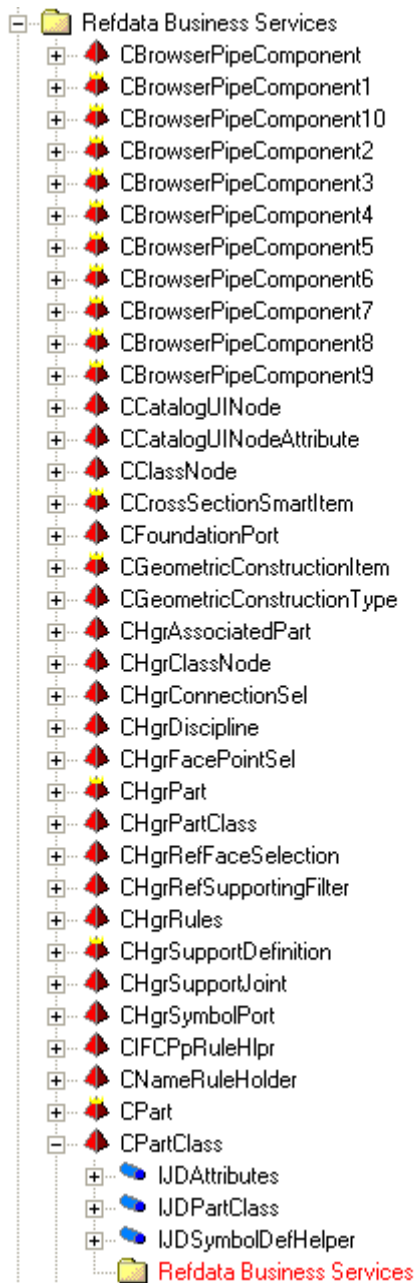 Refdata Business Services
CBrowserPipeComponent
CBrowserPipeComponent1
CBrowserPipeComponent10
CBrowserPipeComponent2
CBrowserPipeComponent3
CBrowserPipeComponent4
CBrowserPipeComponent5
CBrowserPipeComponent6
CBrowserPipeComponent7
CBrowserPipeComponent8
CBrowserPipeComponent9
CCatalogUINode
CCatalogUINodeAttribute
CClassNode
CCrossSectionSmartItem
CFoundationPort
CGeometricConstructionItem
CGeometricConstructionType
CHgrAssociatedPart
CHgrClassNode
CHgrConnectionSel
CHgrDiscipline
CHgrFacePointSel
CHgrPart
CHgrPartClass
CHgrRefFaceSelection
CHgrRefSupportingFilter
CHgrRules
CHgrSupportDefinition
CHgrSupportJoint
CHgrSymbolPort
CIFCPpRuleHlpr
CNameRuleHolder
CPart
CPartClass
IJDAttributes
IJDPartClass
IJDSymbolDefHelper
Refdata Business Services